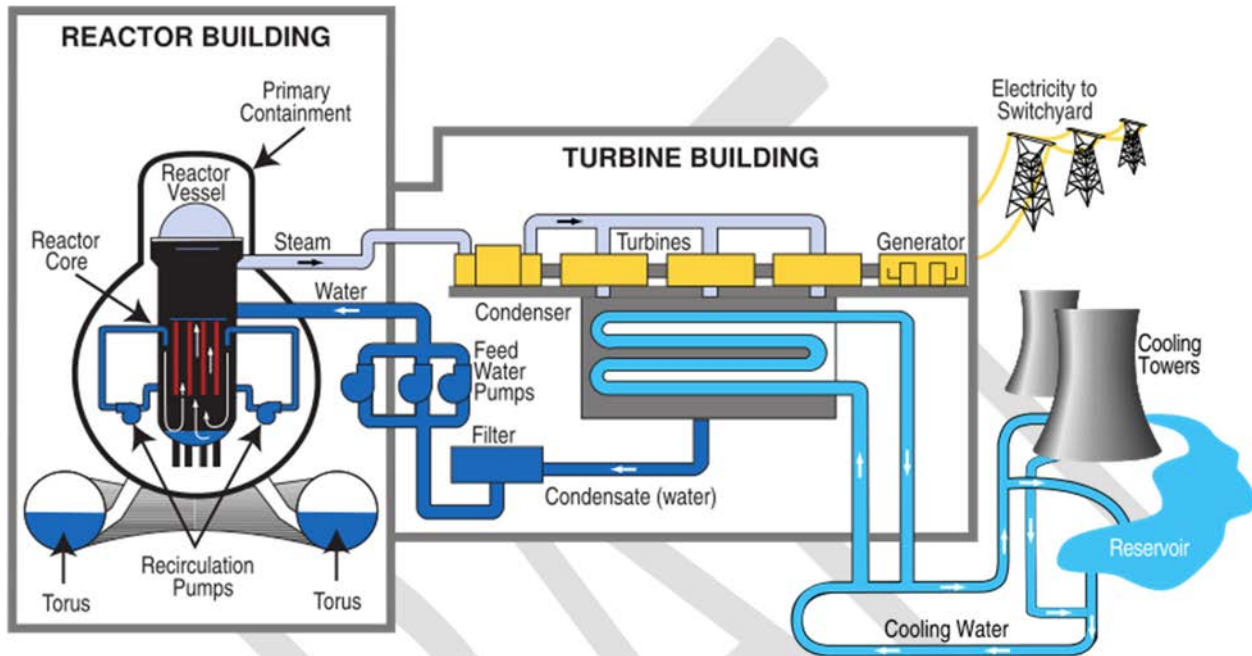 REACTOR BUILDING
Primary
Containment
Reactor
Vessel
Reactor
Core
Steam
Water
Feed
Water
Pumps
Filter
Condensate (water)
Recirculation
Pumps
Torus
Torus
TURBINE BUILDING
Turbines
Generator
Condenser
Electricity to
Switchyard
Cooling
Towers
Reservoir
Cooling Water